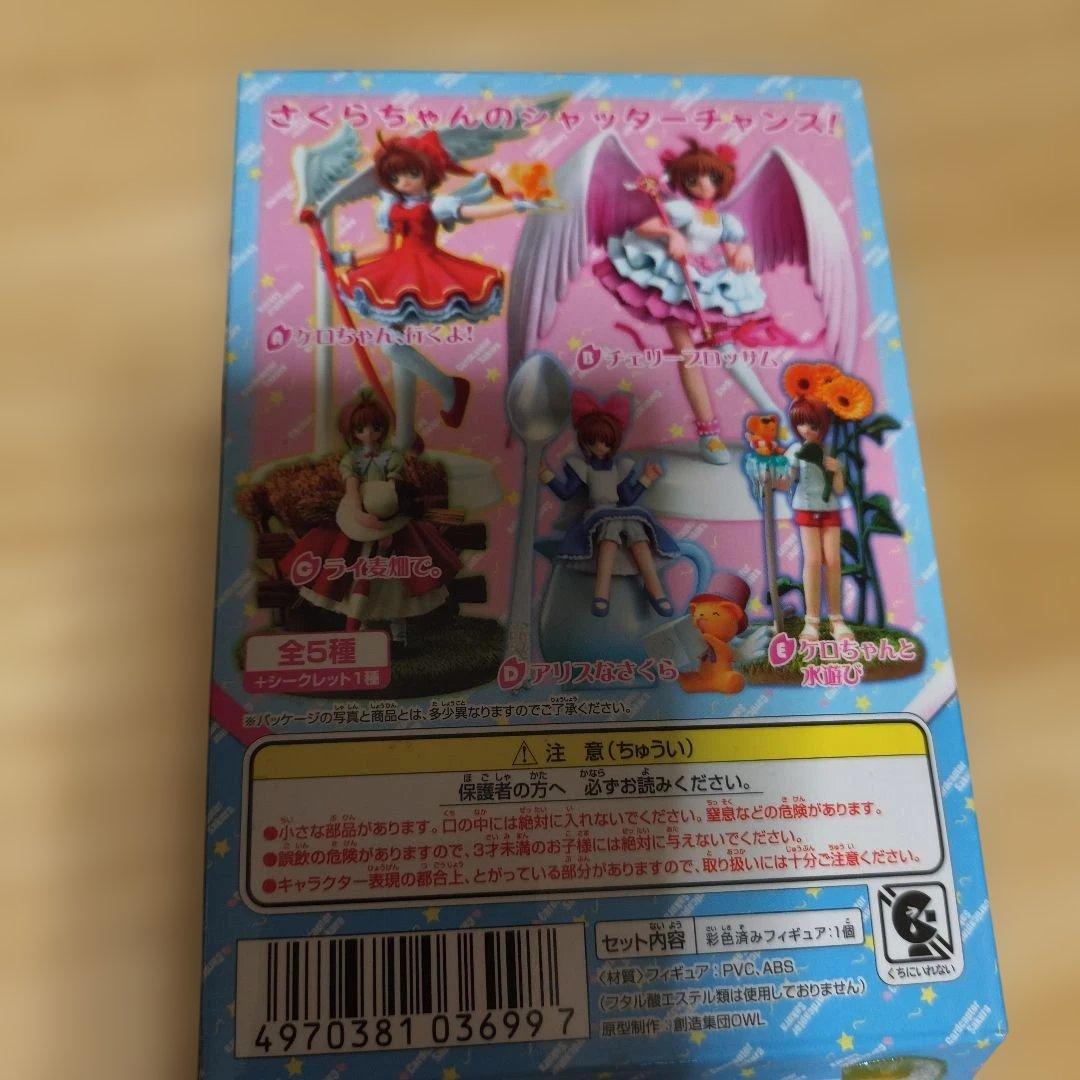 さくらちゃんのシャッターチャンス!
A ケロちゃん、行くよ!
B チェリーブロッサム
C ライ麦畑で。
D アリスなさくら
E ケロちゃんと
水遊び
全5種
+シークレット1種
※パッケージの写真と商品とは、多少異なりますのでご了承ください。
注 意(ちゅうい)
保護者の方へ 必ずお読みください。
●小さな部品があります。口の中には絶対に入れないでください。窒息などの危険があります。
●誤飲の危険がありますので、3才未満のお子様には絶対に与えないでください。
●キャラクター表現の都合上、とがっている部分がありますので、取り扱いには十分ご注意ください。
くちにいれない
セット内容 彩色済みフィギュア:1個
〈材質〉フィギュア:PVC、ABS
(フタル酸エステル類は使用しておりません)
原型制作:創造集団OWL
4970381036997